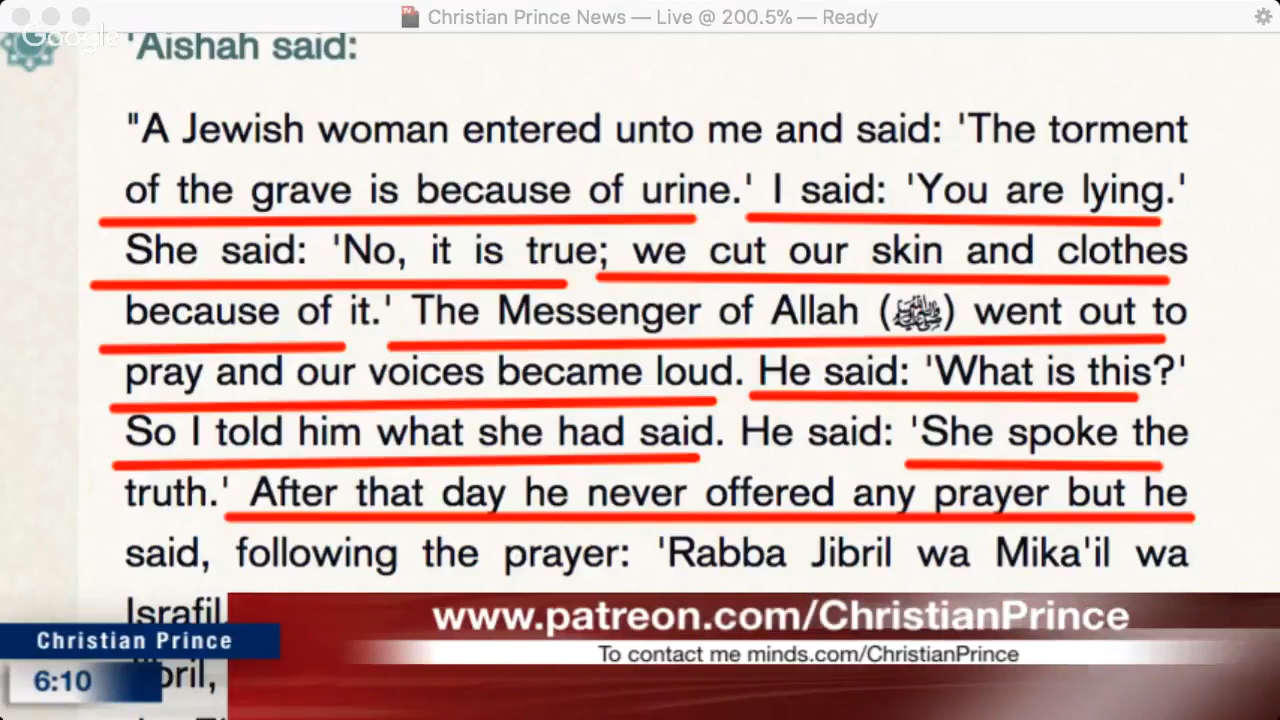 Christian Prince News — Live @ 200.5% — Ready
Google
'Aishah said:
"A Jewish woman entered unto me and said: 'The torment
of the grave is because of urine.' I said: 'You are lying.'
She said: 'No, it is true; we cut our skin and clothes
because of it.' The Messenger of Allah (ﷺ) went out to
pray and our voices became loud. He said: 'What is this?'
So I told him what she had said. He said: 'She spoke the
truth.' After that day he never offered any prayer but he
said, following the prayer: 'Rabba Jibril wa Mika'il wa
Israfil
www.patreon.com/ChristianPrince
Christian Prince
To contact me minds.com/ChristianPrince
6:10